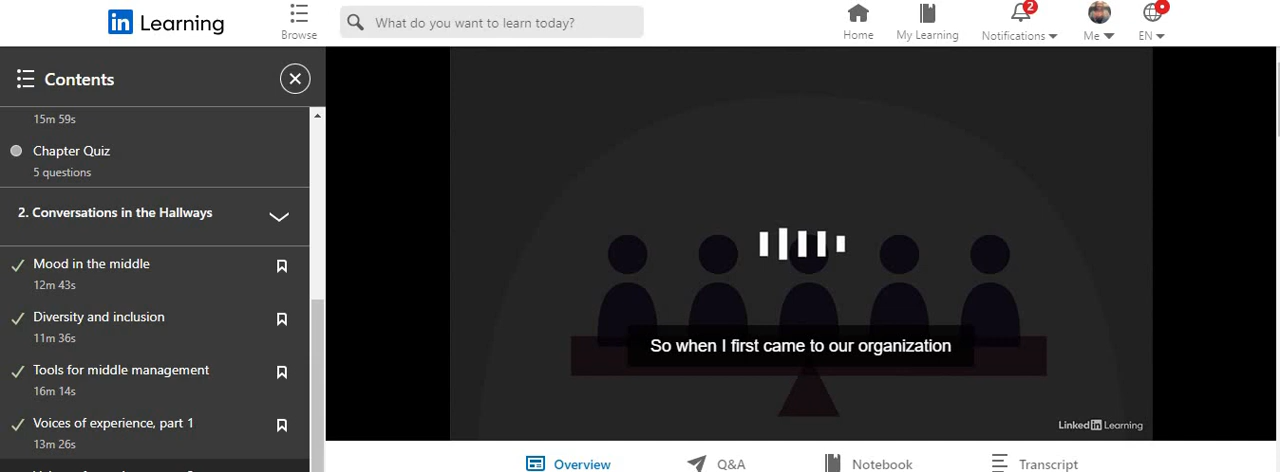 in Learning
Browse
What do you want to learn today?
Home
My Learning
2
Notifications
Me
EN
Contents
15m 59s
Chapter Quiz
5 questions
2. Conversations in the Hallways
Mood in the middle
12m 43s
Diversity and inclusion
11m 36s
Tools for middle management
16m 14s
Voices of experience, part 1
13m 26s
So when I first came to our organization
Linked in Learning
Overview
Q&A
Notebook
Transcript